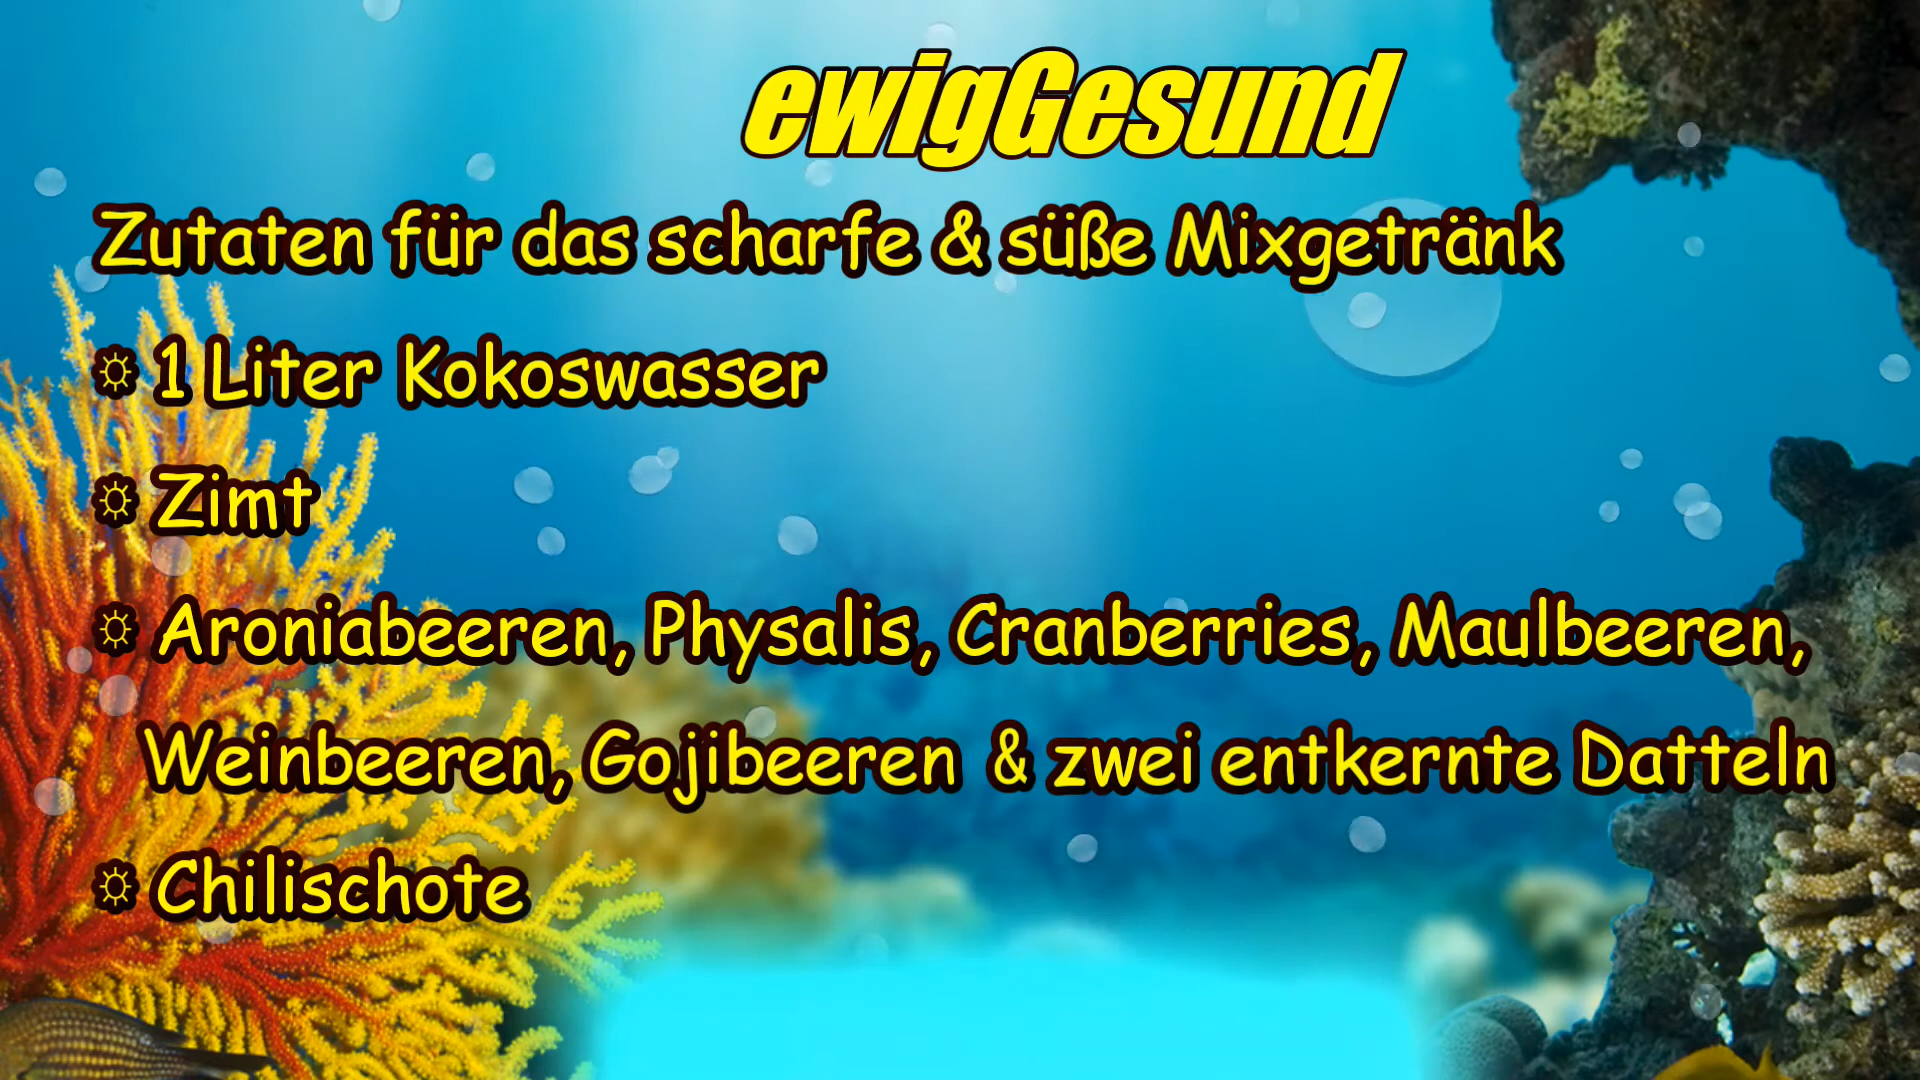 ewigGesund
Zutaten für das scharfe & süße Mixgetränk
☼ 1 Liter Kokoswasser
☼ Zimt
☼ Aroniabeeren, Physalis, Cranberries, Maulbeeren,
Weinbeeren, Gojibeeren & zwei entkernte Datteln
☼ Chilischote